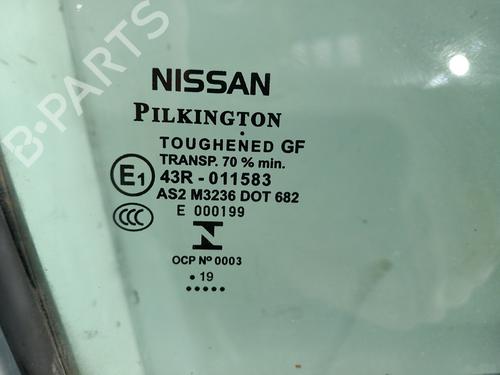 B-PARTS
NISSAN
PILKINGTON
TOUGHENED GF
TRANSP. 70 % min.
E1 43R - 011583
AS2 M3236 DOT 682
CCC E 000199
N
OCP Nº 0003
. 19
.....